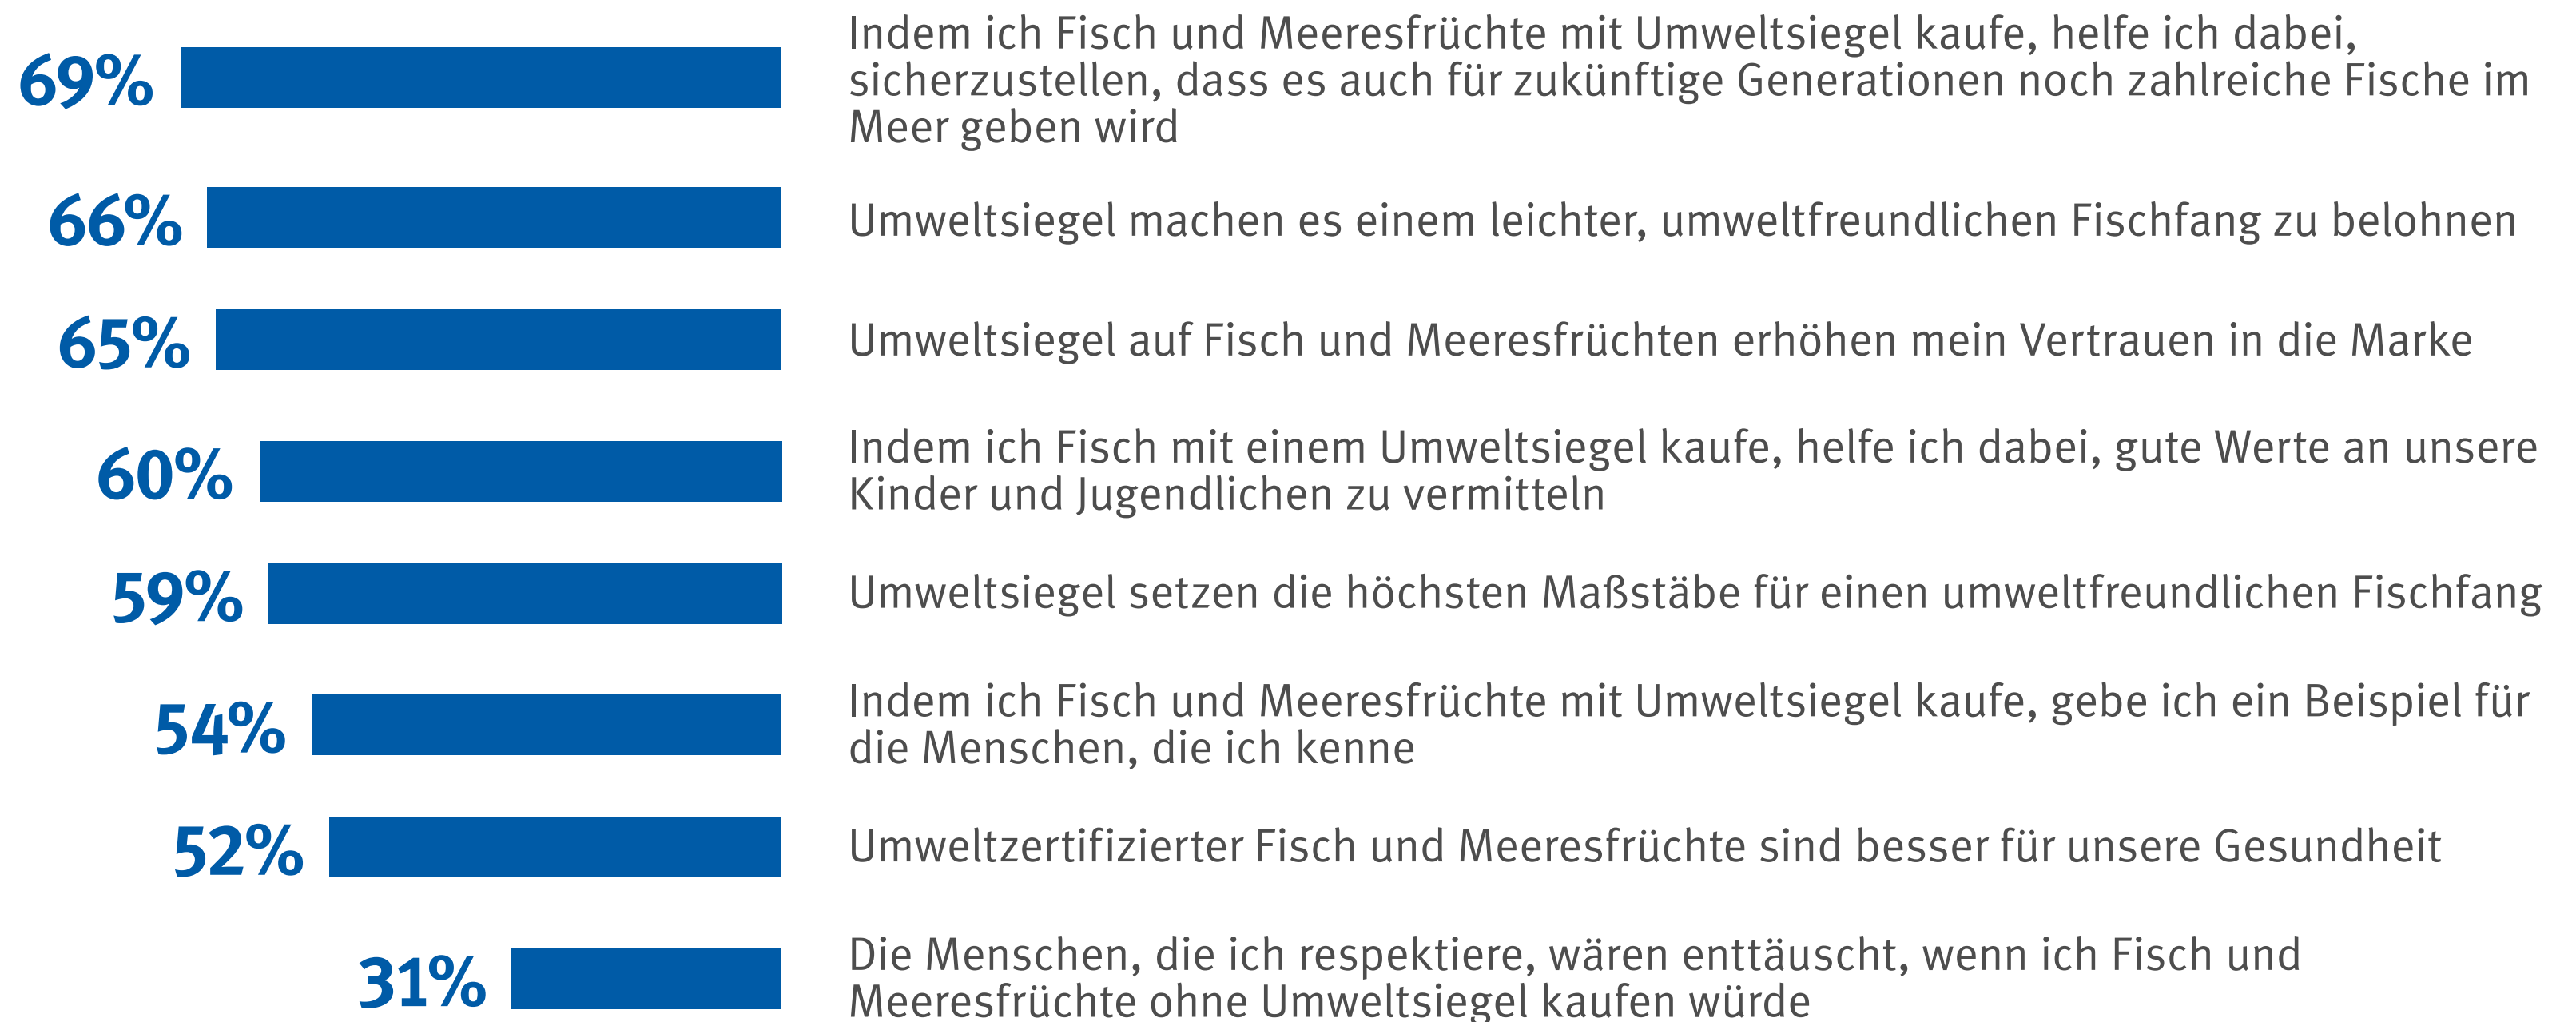 69%
Indem ich Fisch und Meeresfrüchte mit Umweltsiegel kaufe, helfe ich dabei,
sicherzustellen, dass es auch für zukünftige Generationen noch zahlreiche Fische im
Meer geben wird
66%
Umweltsiegel machen es einem leichter, umweltfreundlichen Fischfang zu belohnen
65%
Umweltsiegel auf Fisch und Meeresfrüchten erhöhen mein Vertrauen in die Marke
60%
Indem ich Fisch mit einem Umweltsiegel kaufe, helfe ich dabei, gute Werte an unsere
Kinder und Jugendlichen zu vermitteln
59%
Umweltsiegel setzen die höchsten Maßstäbe für einen umweltfreundlichen Fischfang
54%
Indem ich Fisch und Meeresfrüchte mit Umweltsiegel kaufe, gebe ich ein Beispiel für
die Menschen, die ich kenne
52%
Umweltzertifizierter Fisch und Meeresfrüchte sind besser für unsere Gesundheit
31%
Die Menschen, die ich respektiere, wären enttäuscht, wenn ich Fisch und
Meeresfrüchte ohne Umweltsiegel kaufen würde